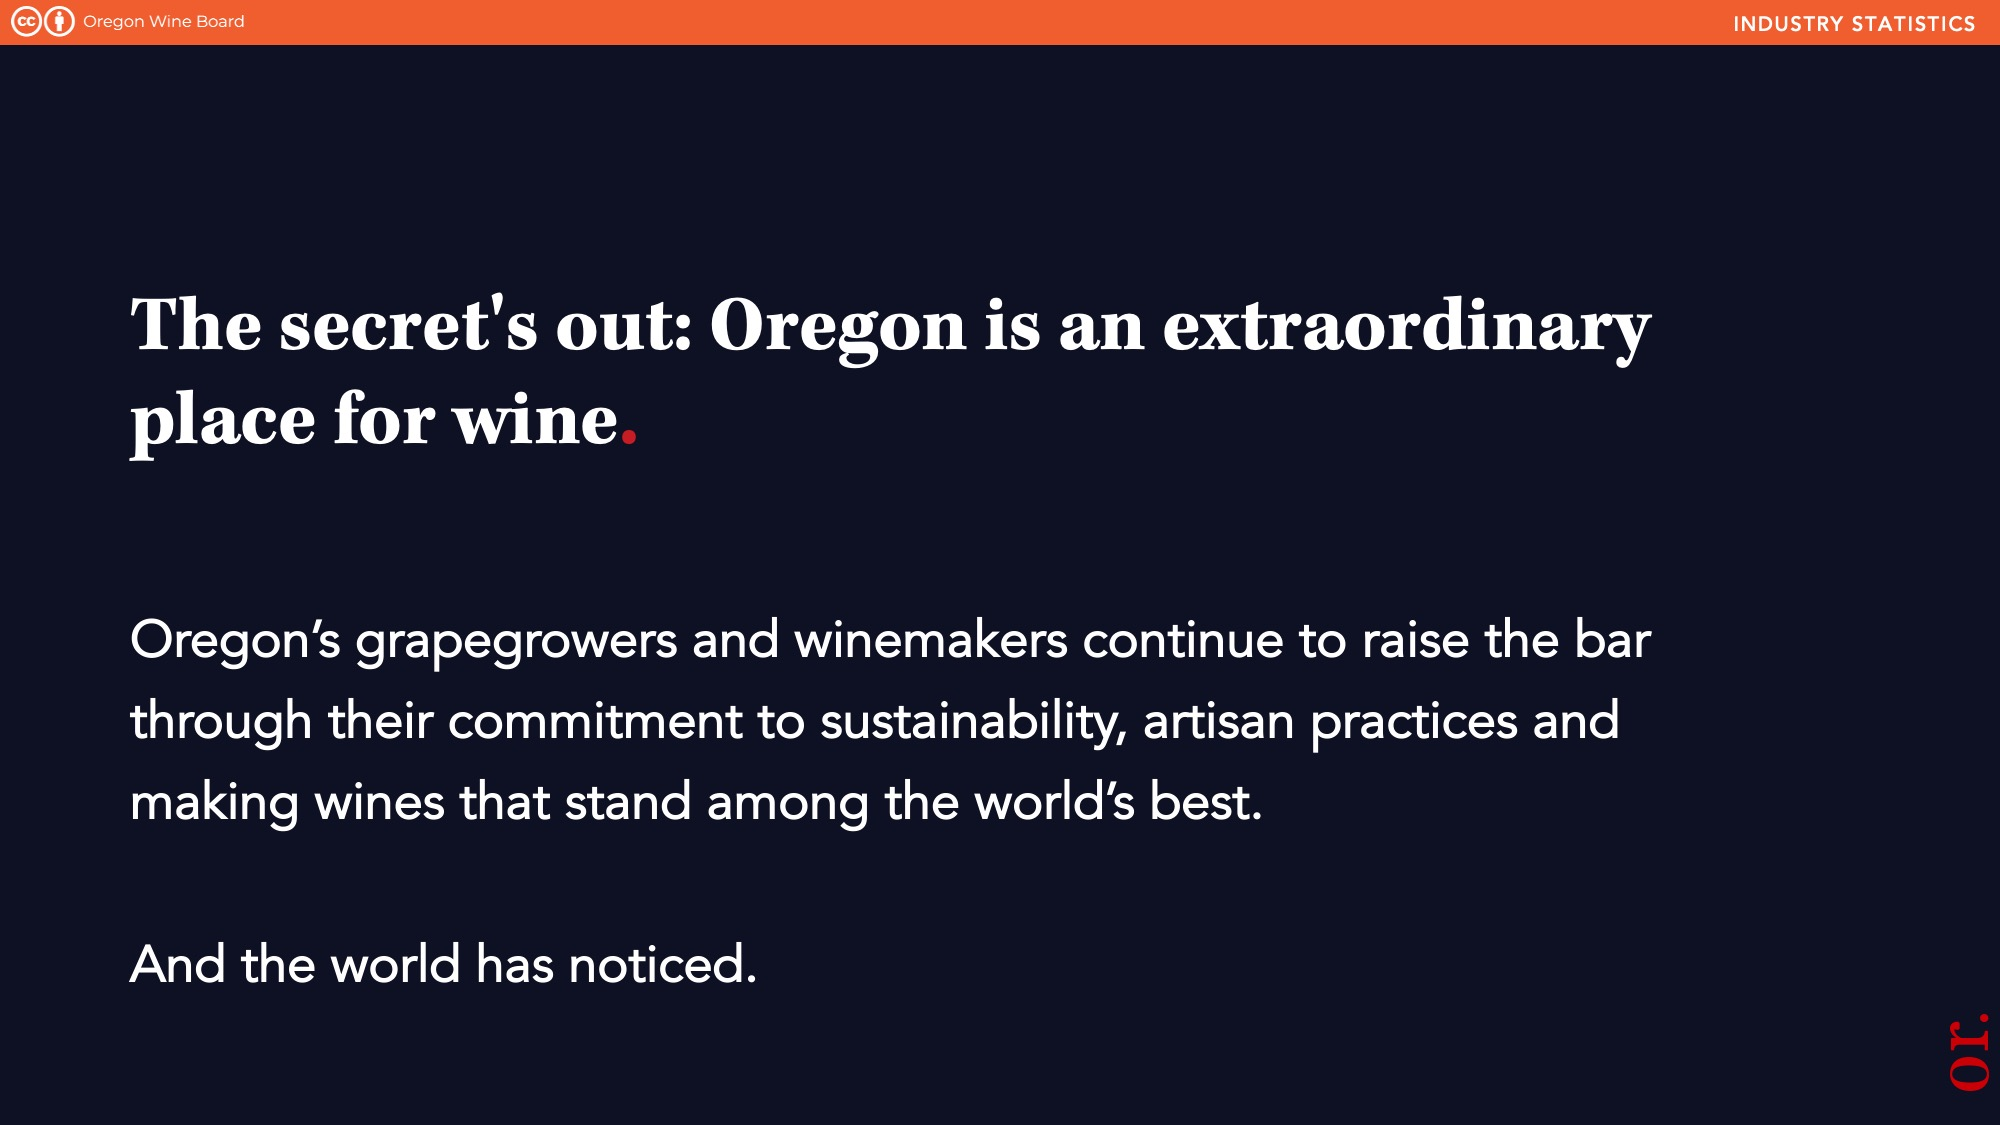 cc Oregon Wine Board
INDUSTRY STATISTICS
The secret's out: Oregon is an extraordinary
place for wine.
Oregon’s grapegrowers and winemakers continue to raise the bar
through their commitment to sustainability, artisan practices and
making wines that stand among the world’s best.
And the world has noticed.
or.